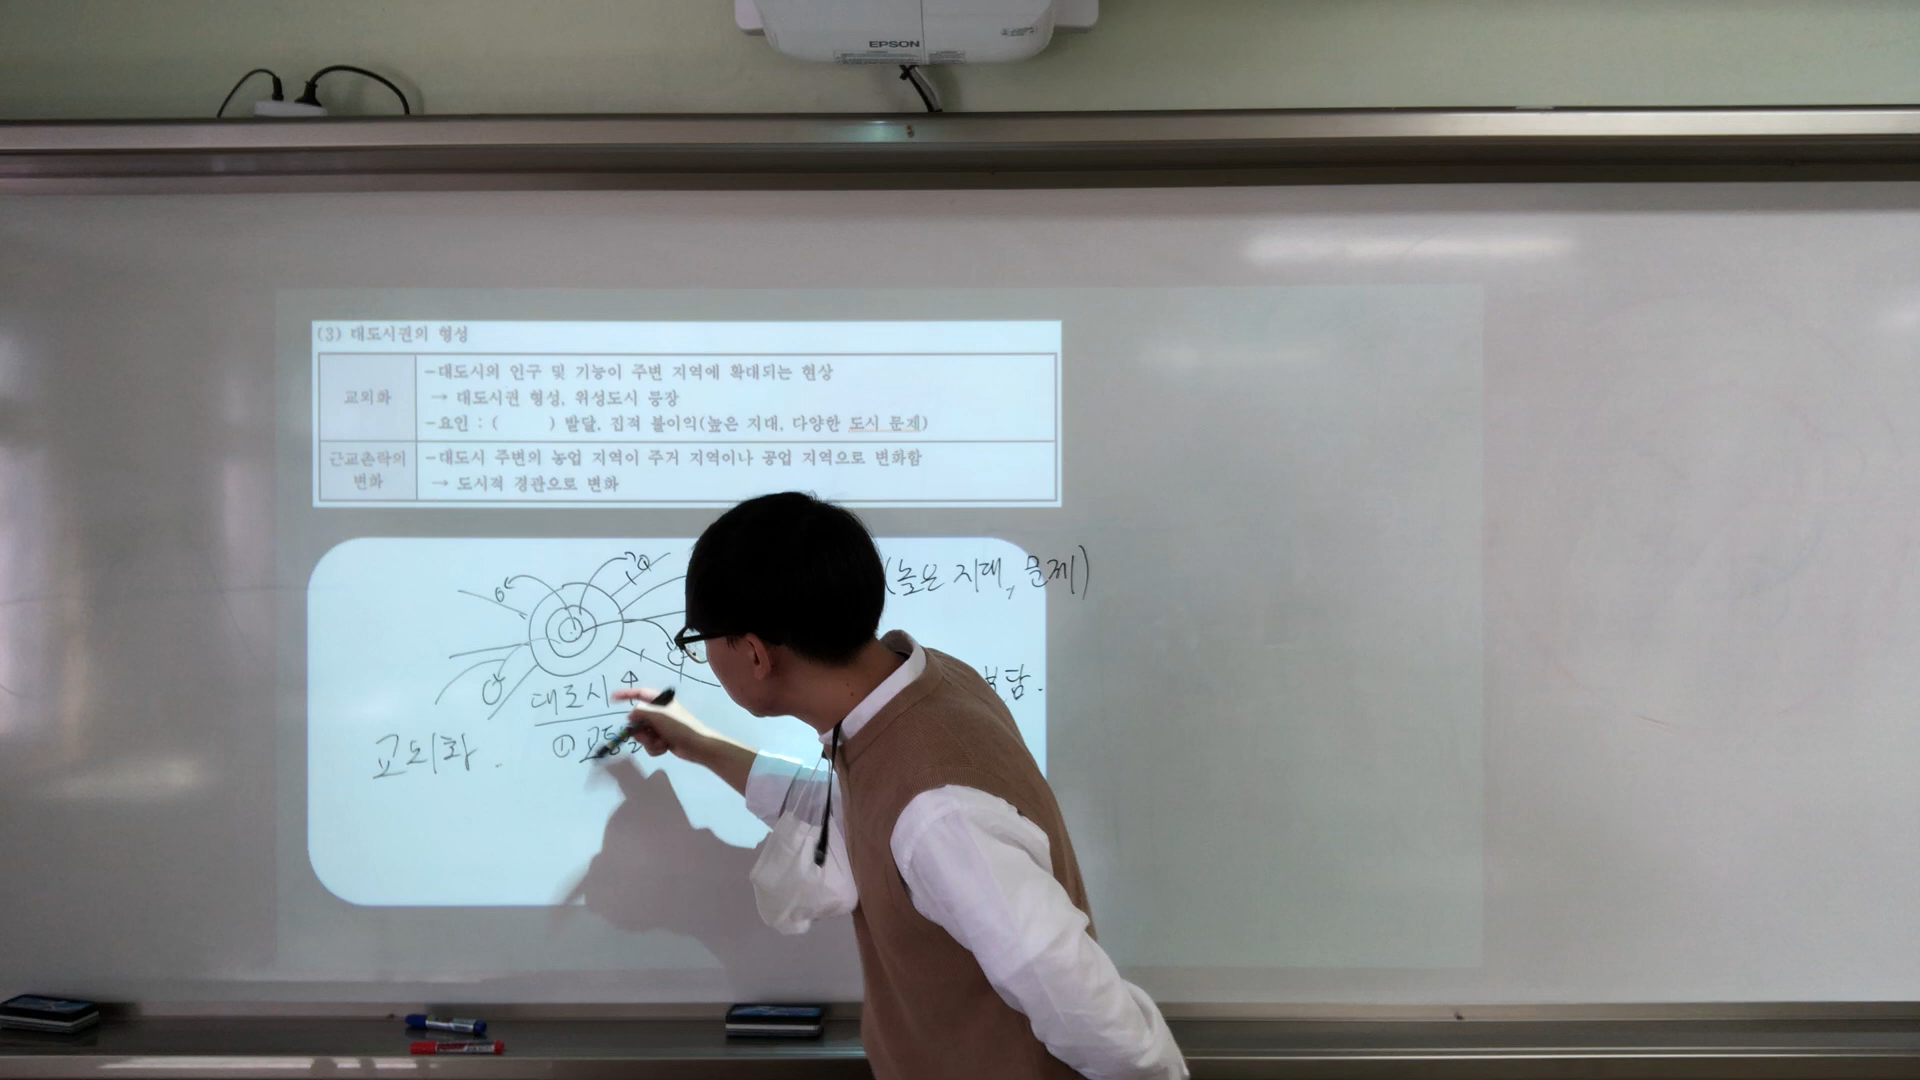 EPSON
(3) 대도시권의 형성
교외화
-대도시의 인구 및 기능이 주변 지역에 확대되는 현상
→ 대도시권 형성, 위성도시 등장
-요인 : (      ) 발달, 집적 불이익(높은 지대, 다양한 도시 문제)
근교촌락의
변화
-대도시 주변의 농업 지역이 주거 지역이나 공업 지역으로 변화함
→ 도시적 경관으로 변화
(높은 지대, 문제)
대도시
① 교통
교외화.